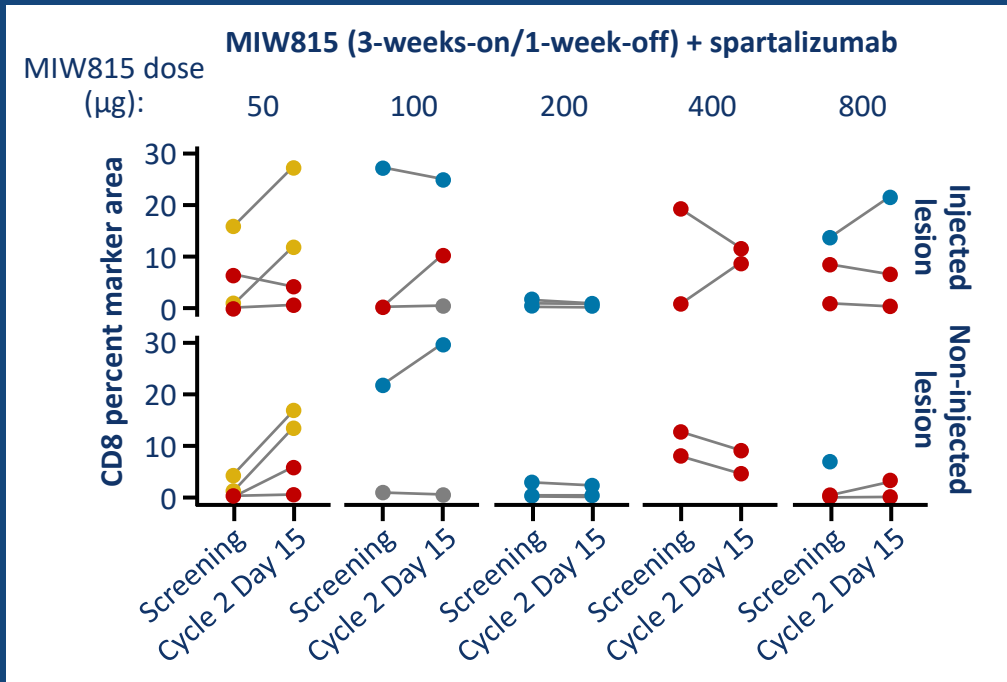 MIW815 (3-weeks-on/1-week-off) + spartalizumab
MIW815 dose
(μg):
50 100 200 400 800
CD8 percent marker area
30
20
10
0
Injected
lesion
30
20
10
0
Non-injected
lesion
Screening
Cycle 2 Day 15
Screening
Cycle 2 Day 15
Screening
Cycle 2 Day 15
Screening
Cycle 2 Day 15
Screening
Cycle 2 Day 15